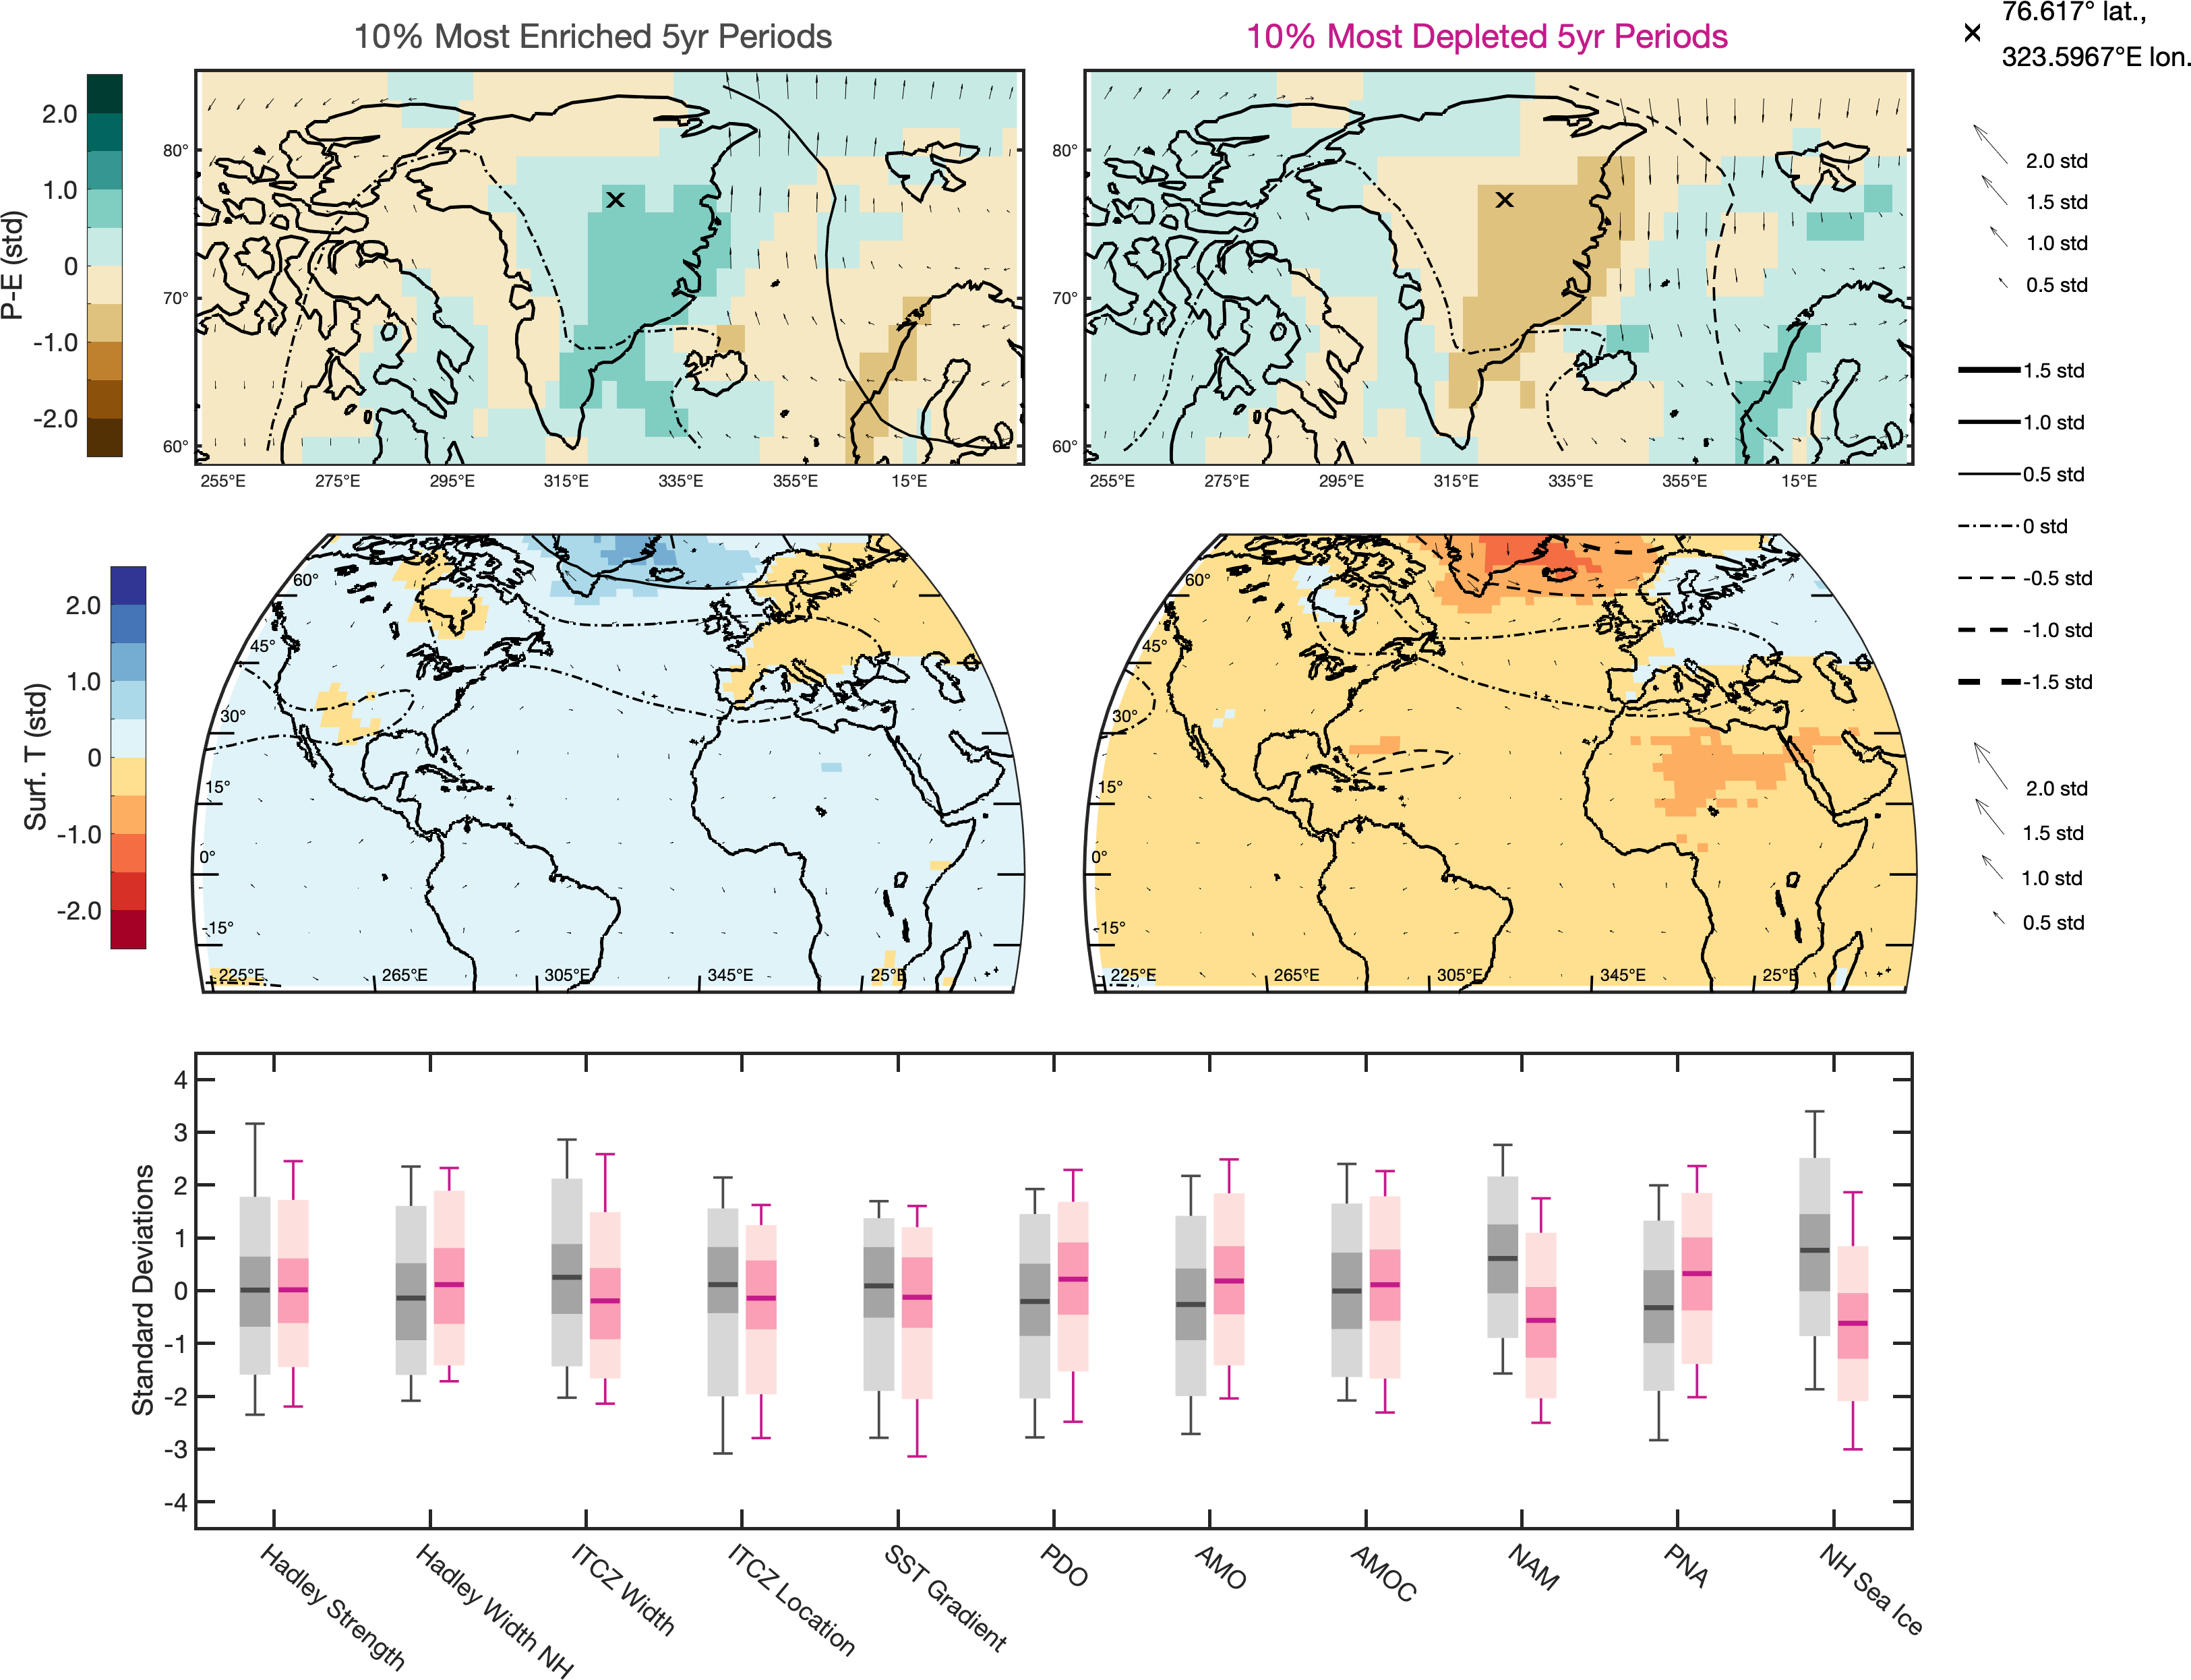 10% Most Enriched 5yr Periods
10% Most Depleted 5yr Periods
76.617° lat.,
323.5967°E lon.
P-E (std)
2.0
1.0
0
-1.0
-2.0
80°
70°
60°
255°E 275°E 295°E 315°E 335°E 355°E 15°E
80°
70°
60°
255°E 275°E 295°E 315°E 335°E 355°E 15°E
2.0 std
1.5 std
1.0 std
0.5 std
1.5 std
1.0 std
0.5 std
0 std
-0.5 std
-1.0 std
-1.5 std
Surf. T (std)
2.0
1.0
0
-1.0
-2.0
60°
45°
30°
15°
0°
-15°
225°E 265°E 305°E 345°E 25°E
60°
45°
30°
15°
0°
-15°
225°E 265°E 305°E 345°E 25°E
2.0 std
1.5 std
1.0 std
0.5 std
Standard Deviations
4
3
2
1
0
-1
-2
-3
-4
Hadley Strength
Hadley Width NH
ITCZ Width
ITCZ Location
SST Gradient
PDO
AMO
AMOC
NAM
PNA
NH Sea Ice